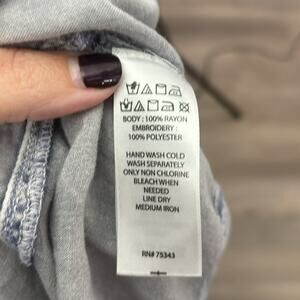 BODY : 100% RAYON
EMBROIDERY :
100% POLYESTER
HAND WASH COLD
WASH SEPARATELY
ONLY NON CHLORINE
BLEACH WHEN
NEEDED
LINE DRY
MEDIUM IRON
RN# 75343